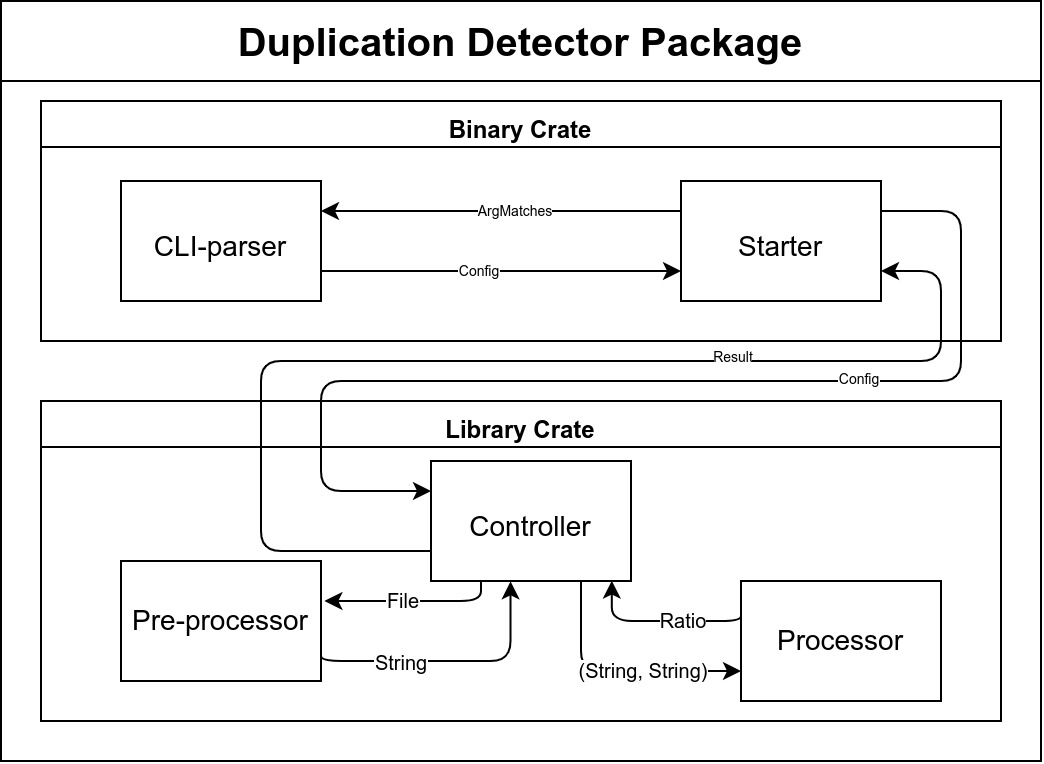 Duplication Detector Package
Binary Crate
CLI-parser
ArgMatches
Config
Starter
Result
Config
Library Crate
Controller
Pre-processor
File
String
Ratio
(String, String)
Processor